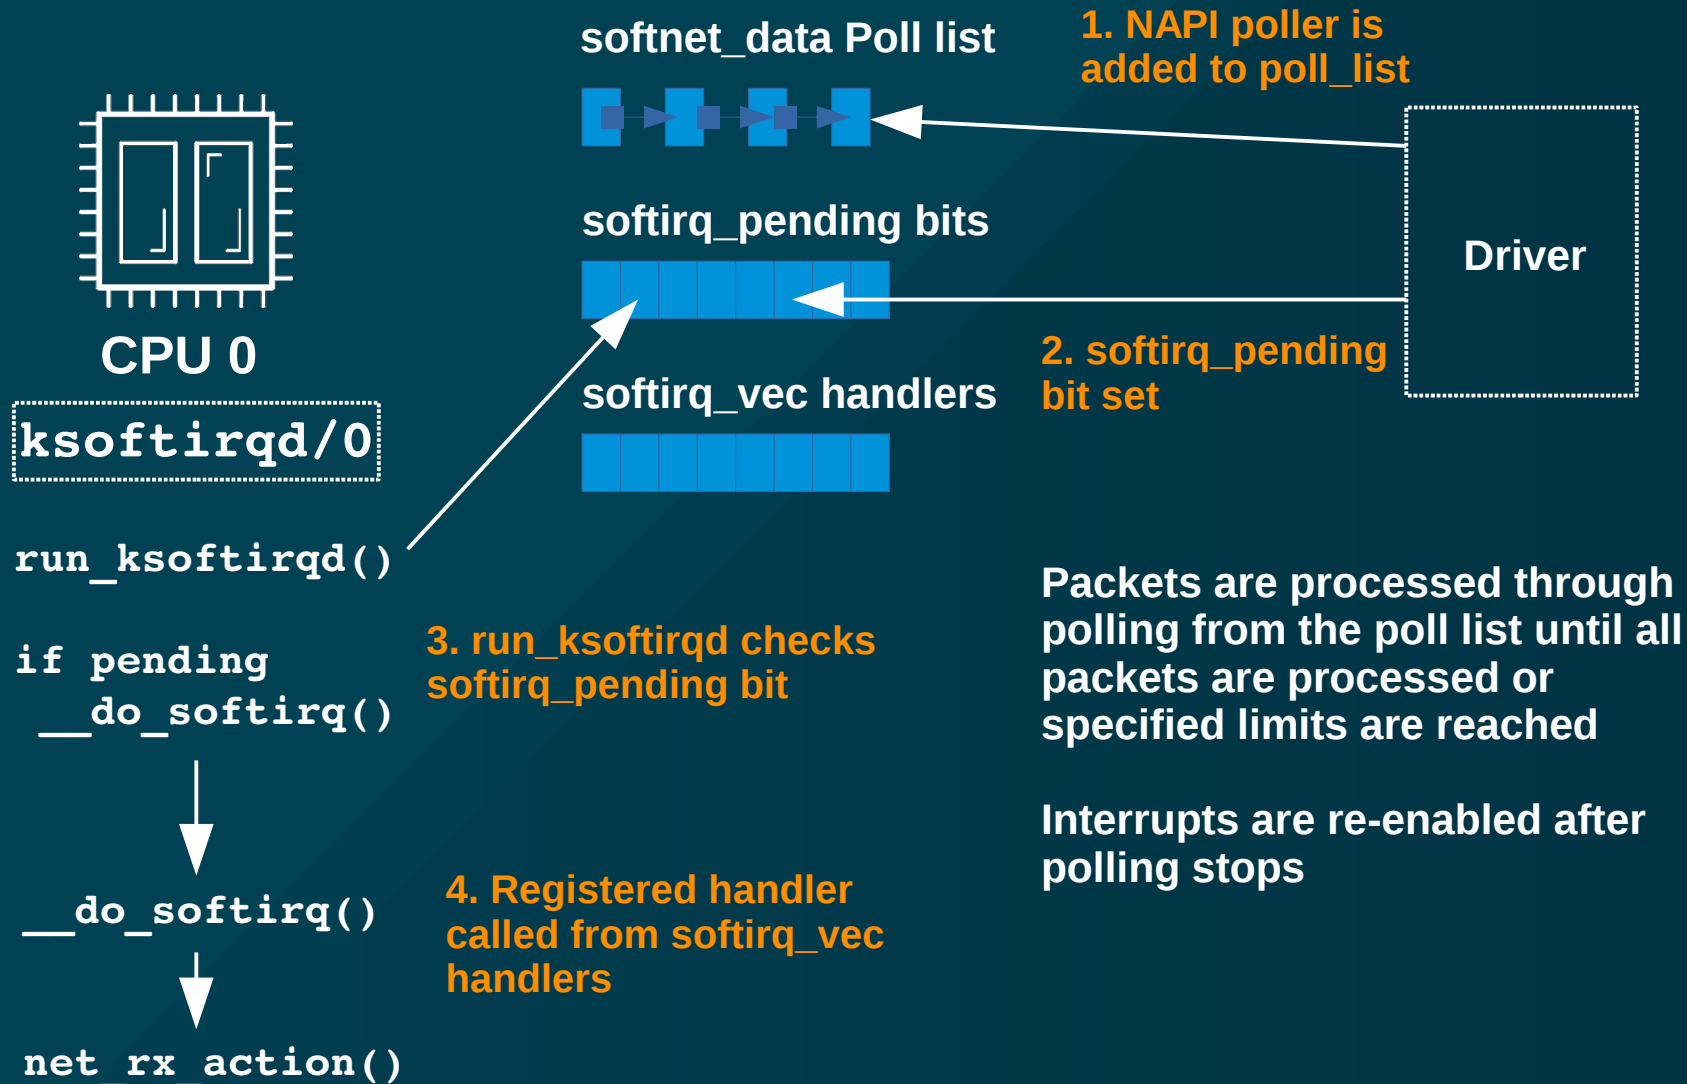 softnet_data Poll list
1. NAPI poller is
added to poll_list
softirq_pending bits
Driver
CPU 0
2. softirq_pending
bit set
softirq_vec handlers
ksoftirqd/0
run_ksoftirqd()
if pending
__do_softirq()
3. run_ksoftirqd checks
softirq_pending bit
Packets are processed through
polling from the poll list until all
packets are processed or
specified limits are reached
Interrupts are re-enabled after
polling stops
__do_softirq()
4. Registered handler
called from softirq_vec
handlers
net_rx_action()